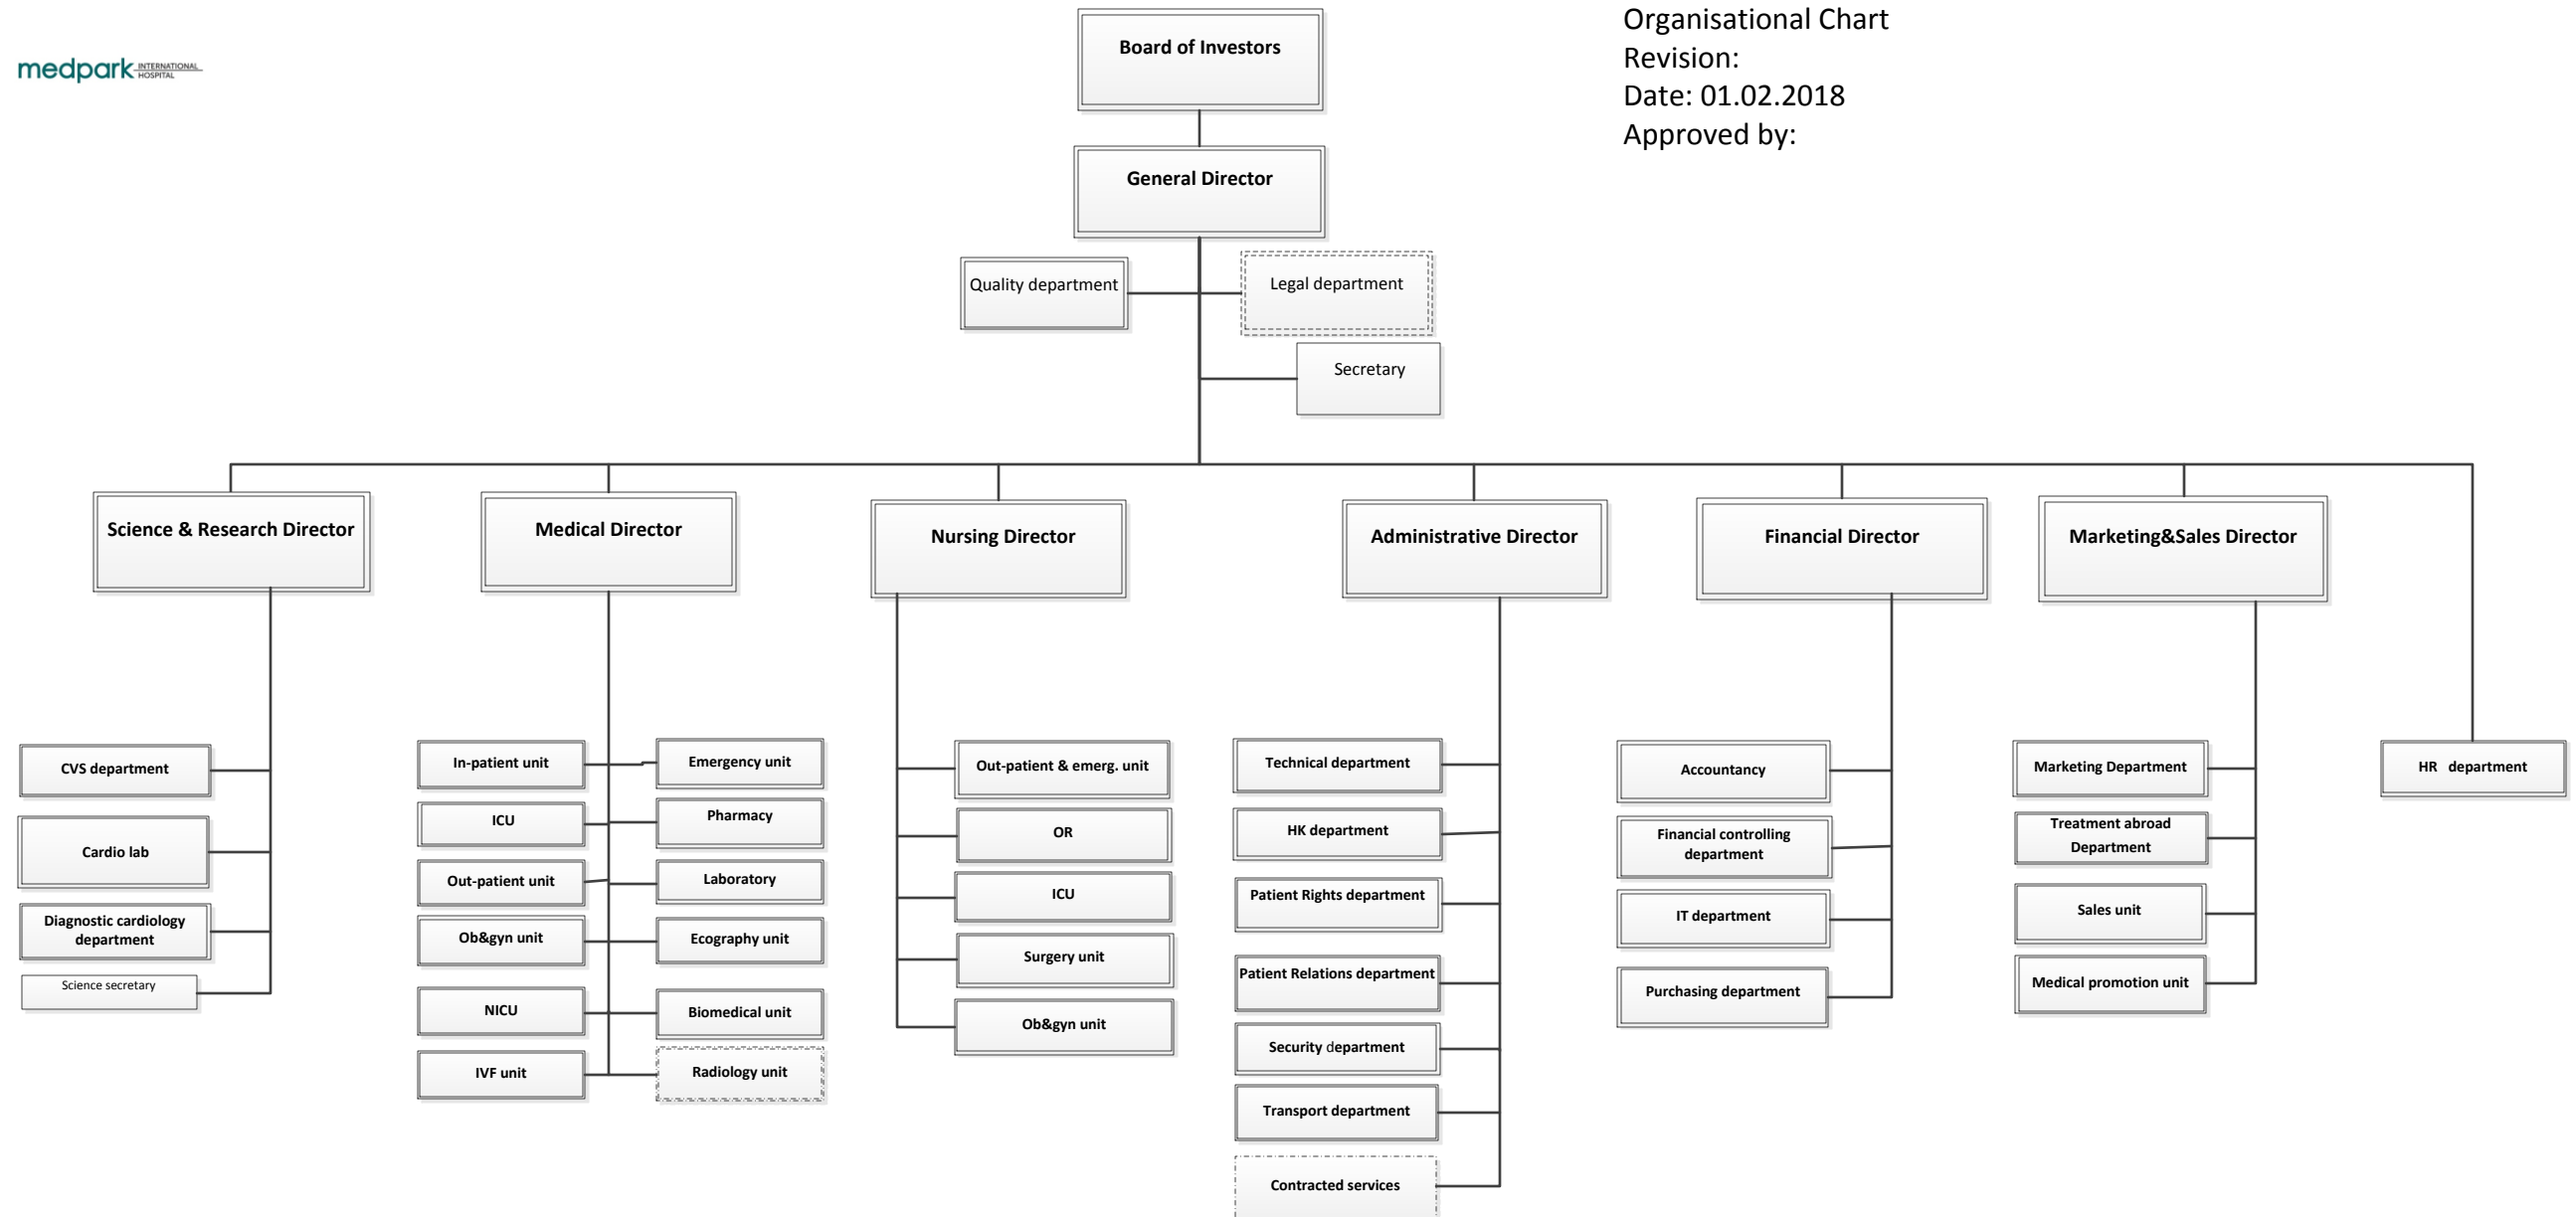 medpark INTERNATIONAL
HOSPITAL
Organisational Chart
Revision:
Date: 01.02.2018
Approved by:
Board of Investors
General Director
Quality department
Legal department
Secretary
Science & Research Director
Medical Director
Nursing Director
Administrative Director
Financial Director
Marketing&Sales Director
CVS department
Cardio lab
Diagnostic cardiology
department
Science secretary
In-patient unit
ICU
Out-patient unit
Ob&gyn unit
NICU
IVF unit
Emergency unit
Pharmacy
Laboratory
Ecography unit
Biomedical unit
Radiology unit
Out-patient & emerg. unit
OR
ICU
Surgery unit
Ob&gyn unit
Technical department
HK department
Patient Rights department
Patient Relations department
Security department
Transport department
Contracted services
Accountancy
Financial controlling
department
IT department
Purchasing department
Marketing Department
Treatment abroad
Department
Sales unit
Medical promotion unit
HR department